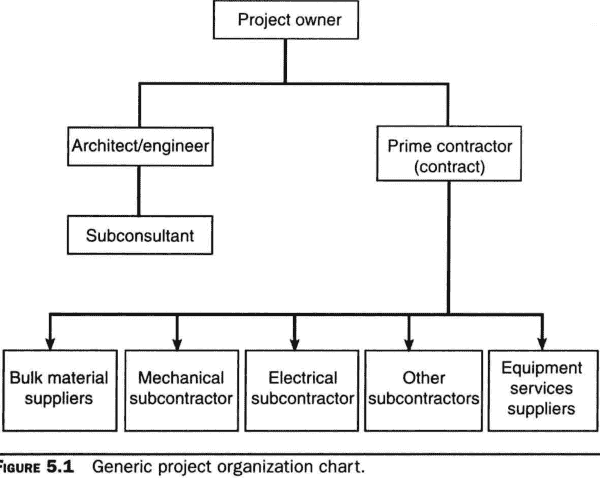 Project owner
Architect/engineer
Prime contractor
(contract)
Subconsultant
Bulk material
suppliers
Mechanical
subcontractor
Electrical
subcontractor
Other
subcontractors
Equipment
services
suppliers
FIGURE 5.1 Generic project organization chart.